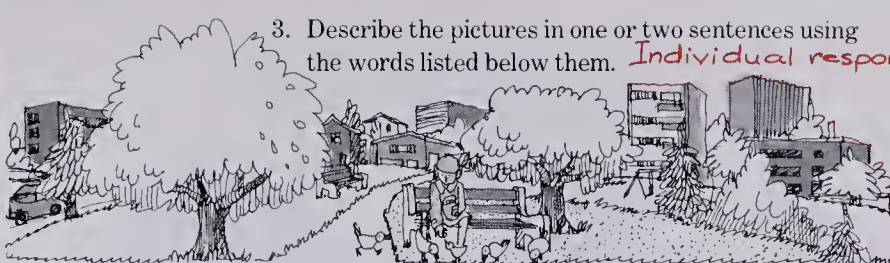 3. Describe the pictures in one or two sentences using
the words listed below them. Individual